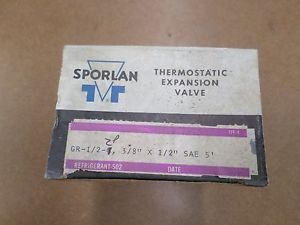 SPORLAN
THERMOSTATIC
EXPANSION
VALVE
GR-1/2- 3/8" X 1/2" SAE 5'
REFRIGERANT 502 DATE